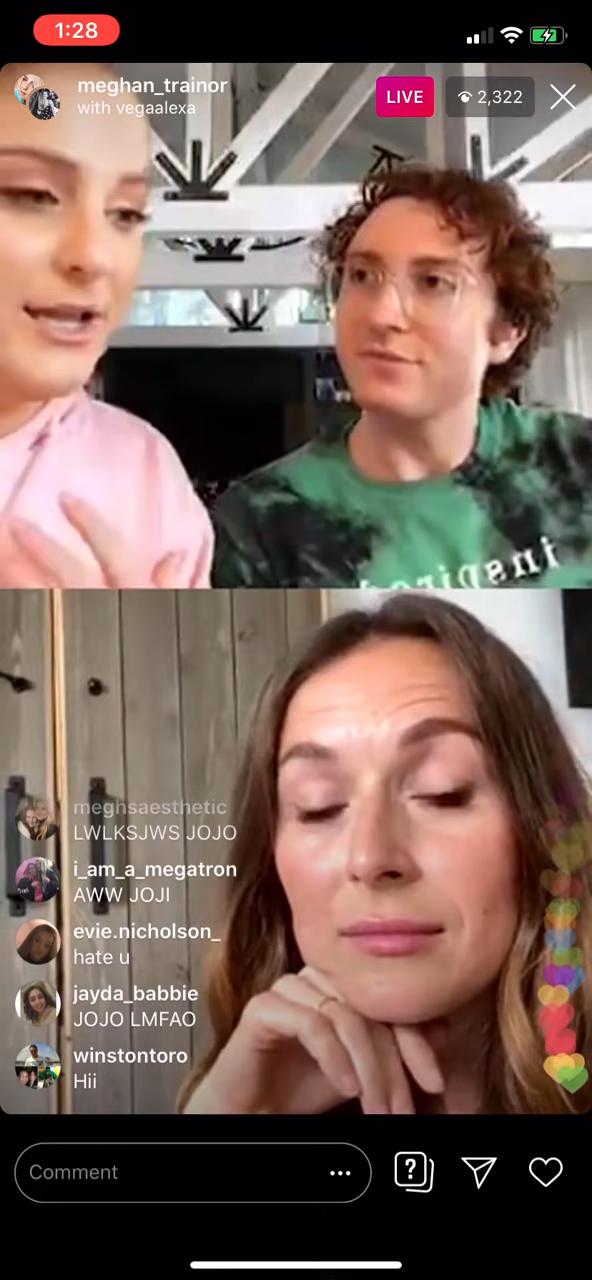 1:28
meghan_trainor
with vegaalexa
LIVE
2,322
inspired
meghsaesthetic
LWLKSJWS JOJO
i_am_a_megatron
AWW JOJI
evie.nicholson_
hate u
jayda_babbie
JOJO LMFAO
winstontoro
Hii
Comment